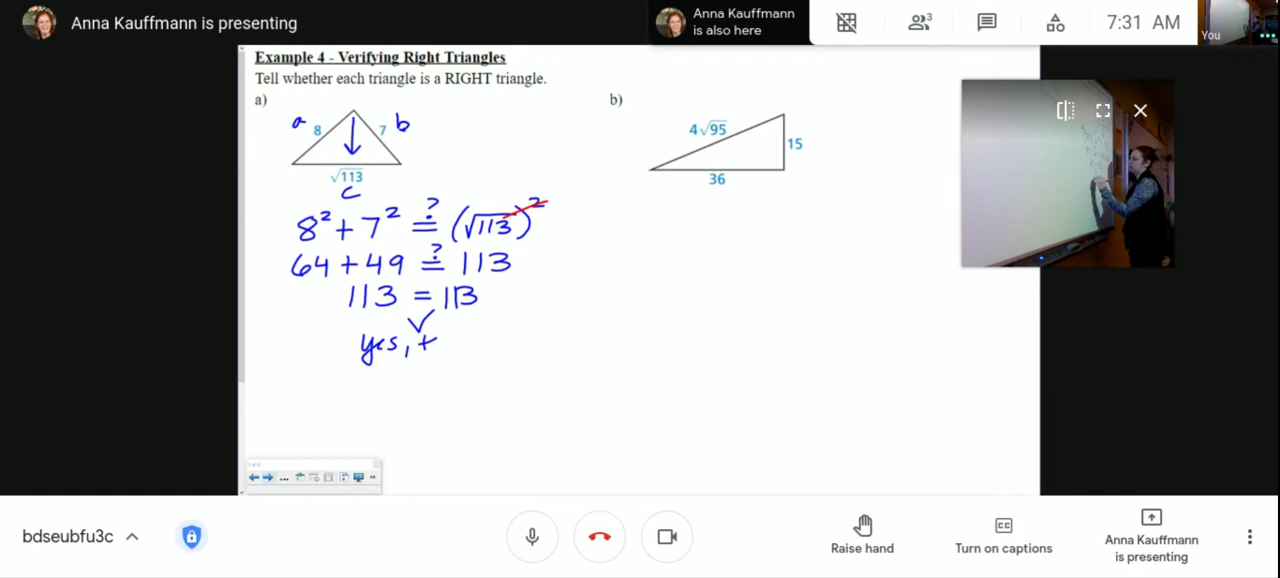 Anna Kauffmann is presenting
Anna Kauffmann
is also here
3
7:31 AM
You
Example 4 - Verifying Right Triangles
Tell whether each triangle is a RIGHT triangle.
a)
b)
a
8
7
b
√113
c
4√95
15
36
8² + 7² ≟ (√113)²
64 + 49 ≟ 113
113 = 113
✓
yes, t
bdseubfu3c
Raise hand
Turn on captions
Anna Kauffmann
is presenting